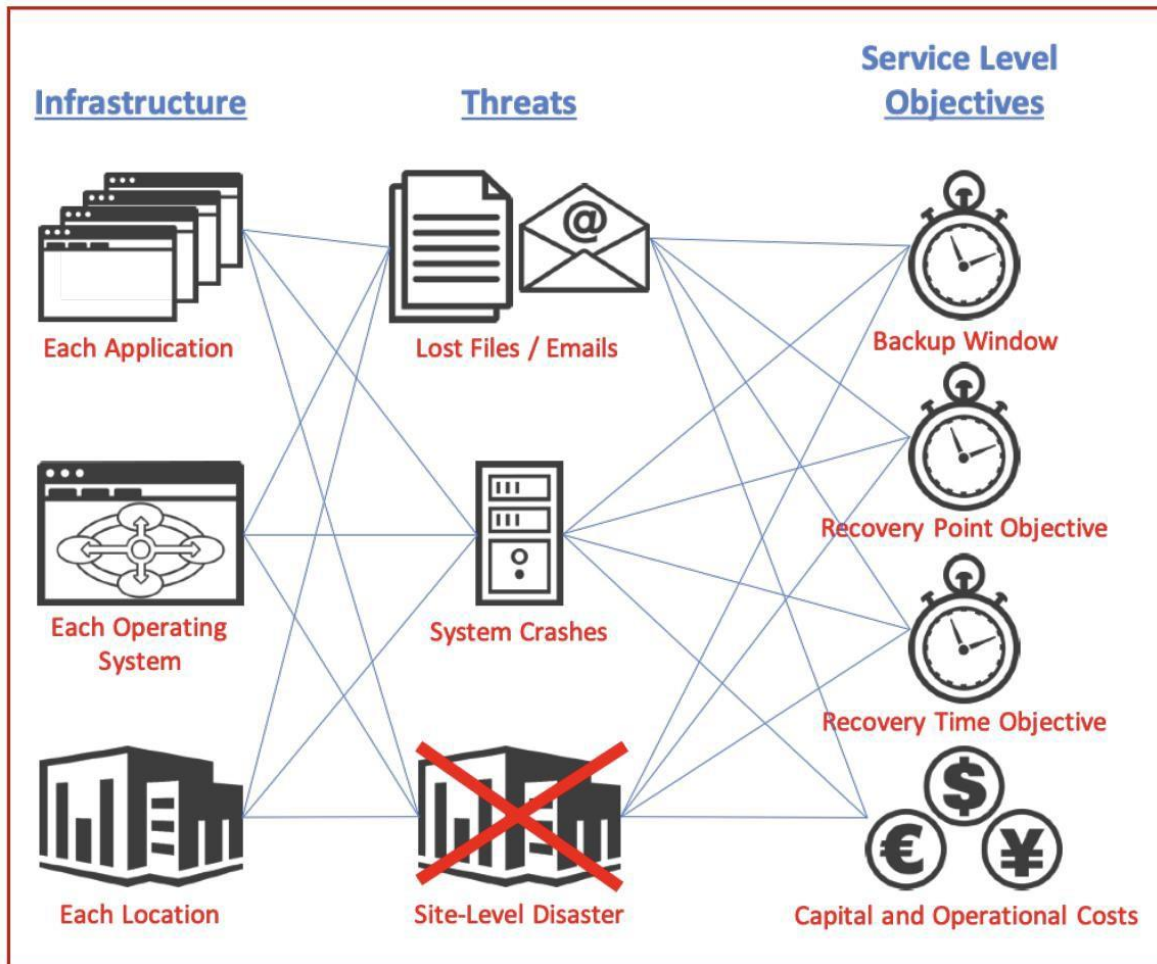 Infrastructure
Threats
Service Level
Objectives
Each Application
Lost Files / Emails
Backup Window
Recovery Point Objective
Each Operating
System
System Crashes
Recovery Time Objective
Each Location
Site-Level Disaster
Capital and Operational Costs
@
$
€
¥